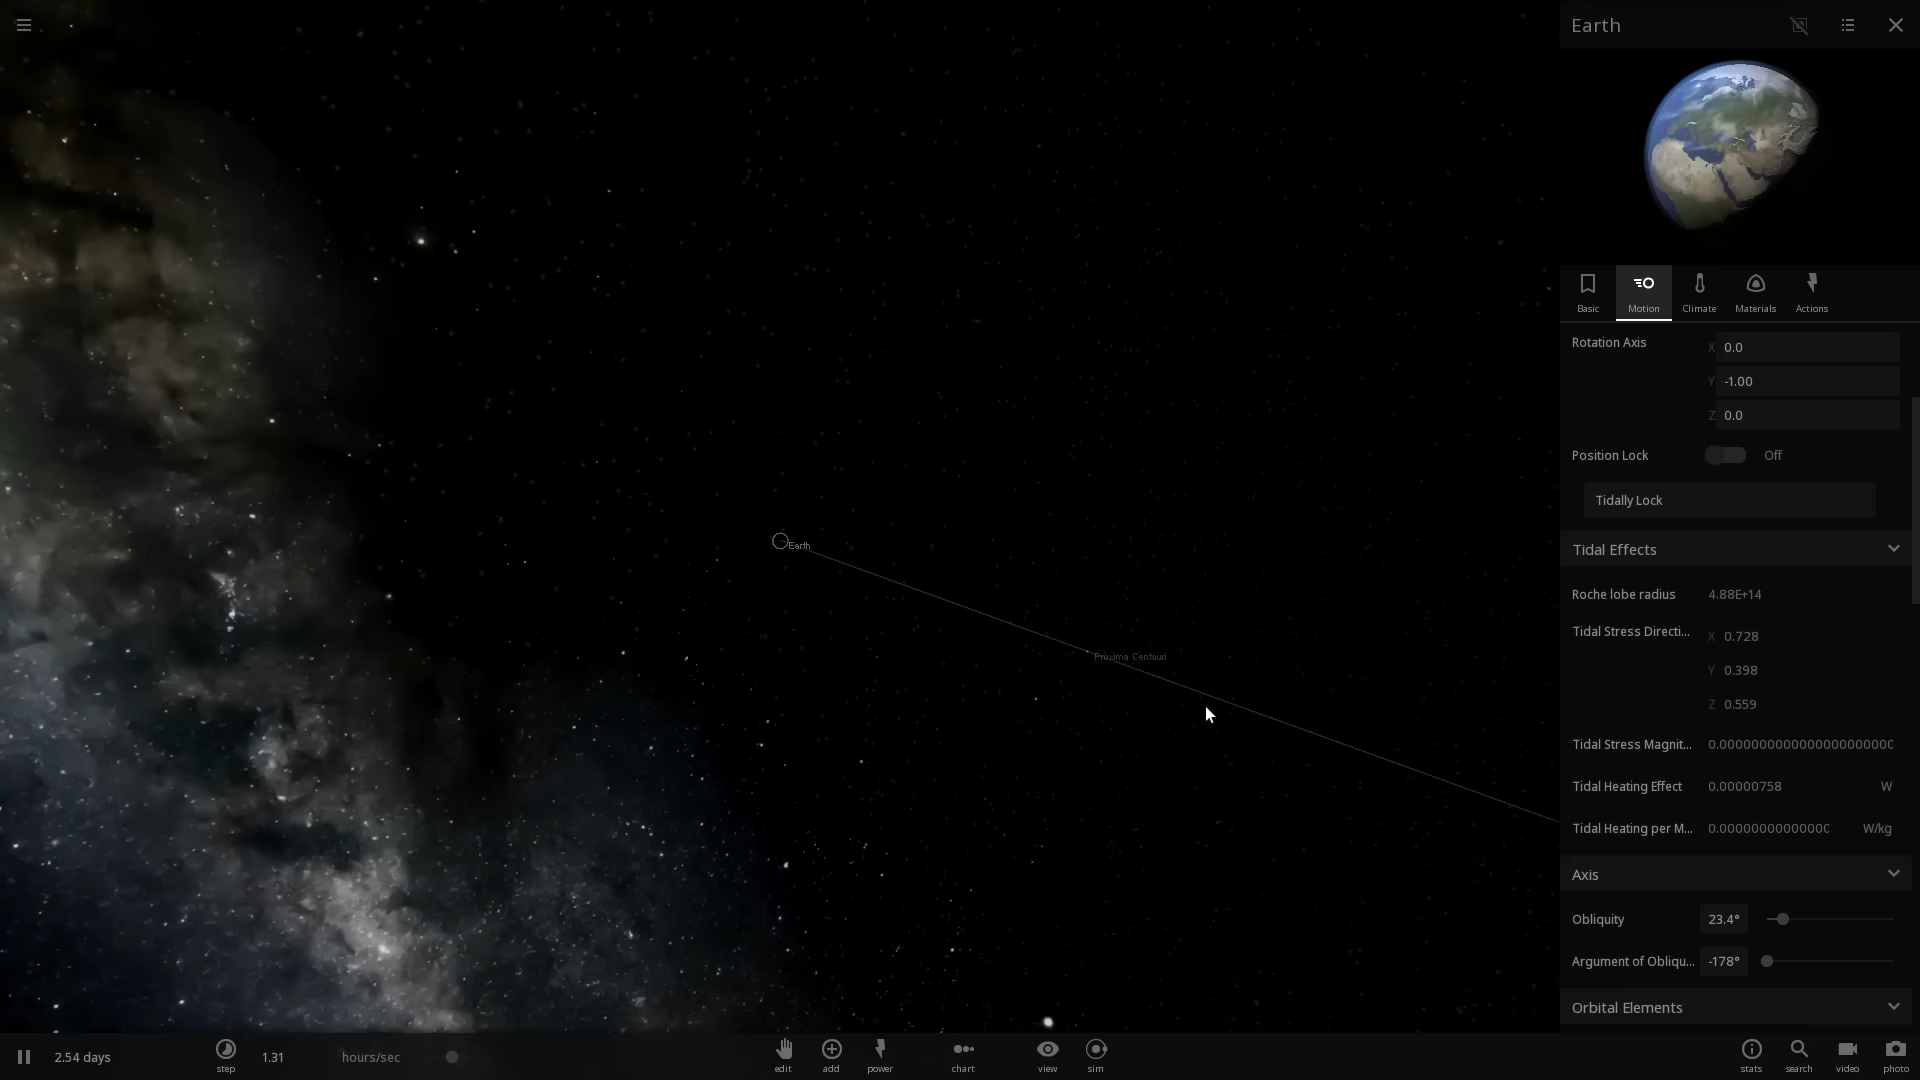 Earth
Basic
Motion
Climate
Materials
Actions
Rotation Axis
X 0.0
Y -1.00
Z 0.0
Position Lock Off
Tidally Lock
Earth
Tidal Effects
Roche lobe radius 4.88E+14
Tidal Stress Directi... X 0.728
Y 0.398
Z 0.559
Proxima Centauri
Tidal Stress Magnit... 0.0000000000000000000000
Tidal Heating Effect 0.00000758 W
Tidal Heating per M... 0.00000000000000 W/kg
Axis
Obliquity 23.4°
Argument of Obliqu... -178°
Orbital Elements
2.54 days
step
1.31 hours/sec
edit
add
power
chart
view
sim
stats
search
video
photo